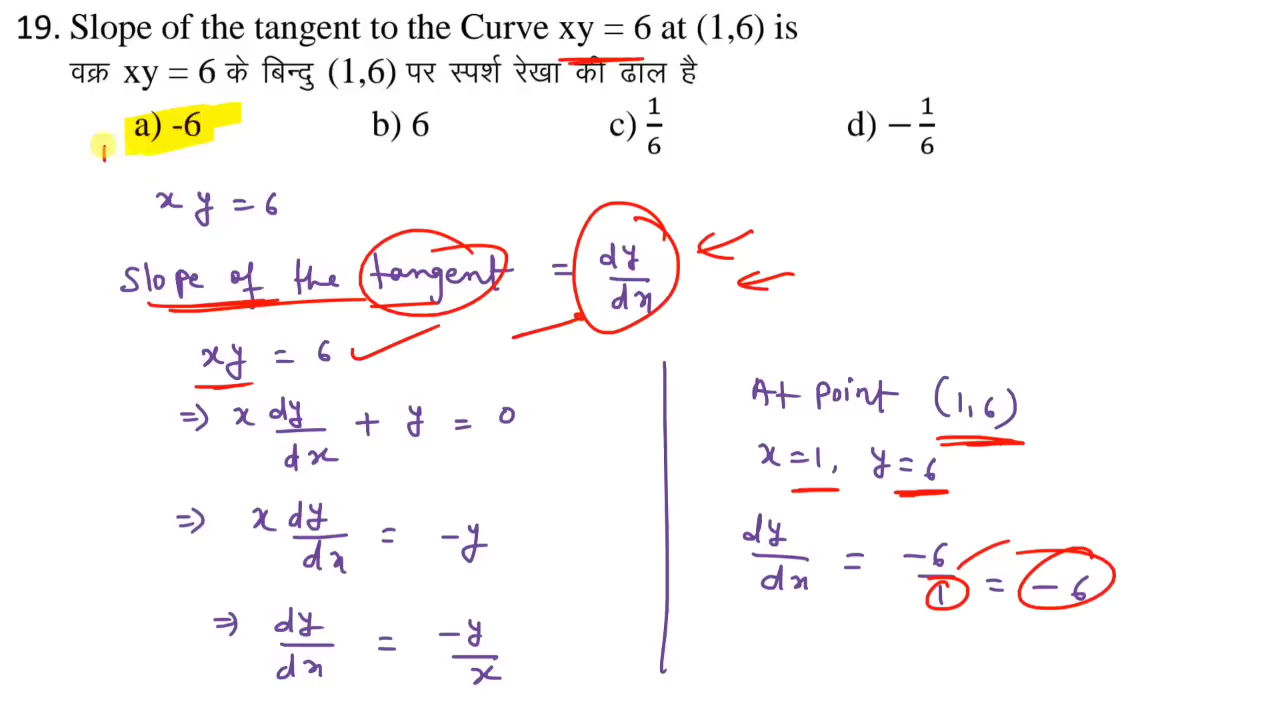 19. Slope of the tangent to the Curve xy = 6 at (1,6) is
वक्र xy = 6 के बिन्दु (1,6) पर स्पर्श रेखा की ढाल है
a) -6 b) 6 c) 1/6 d) −1/6
x y = 6
Slope of the tangent = dy/dx
xy = 6
⇒ x dy/dx + y = 0
⇒ x dy/dx = -y
⇒ dy/dx = -y/x
At point (1,6)
x = 1, y = 6
dy/dx = -6/1 = -6